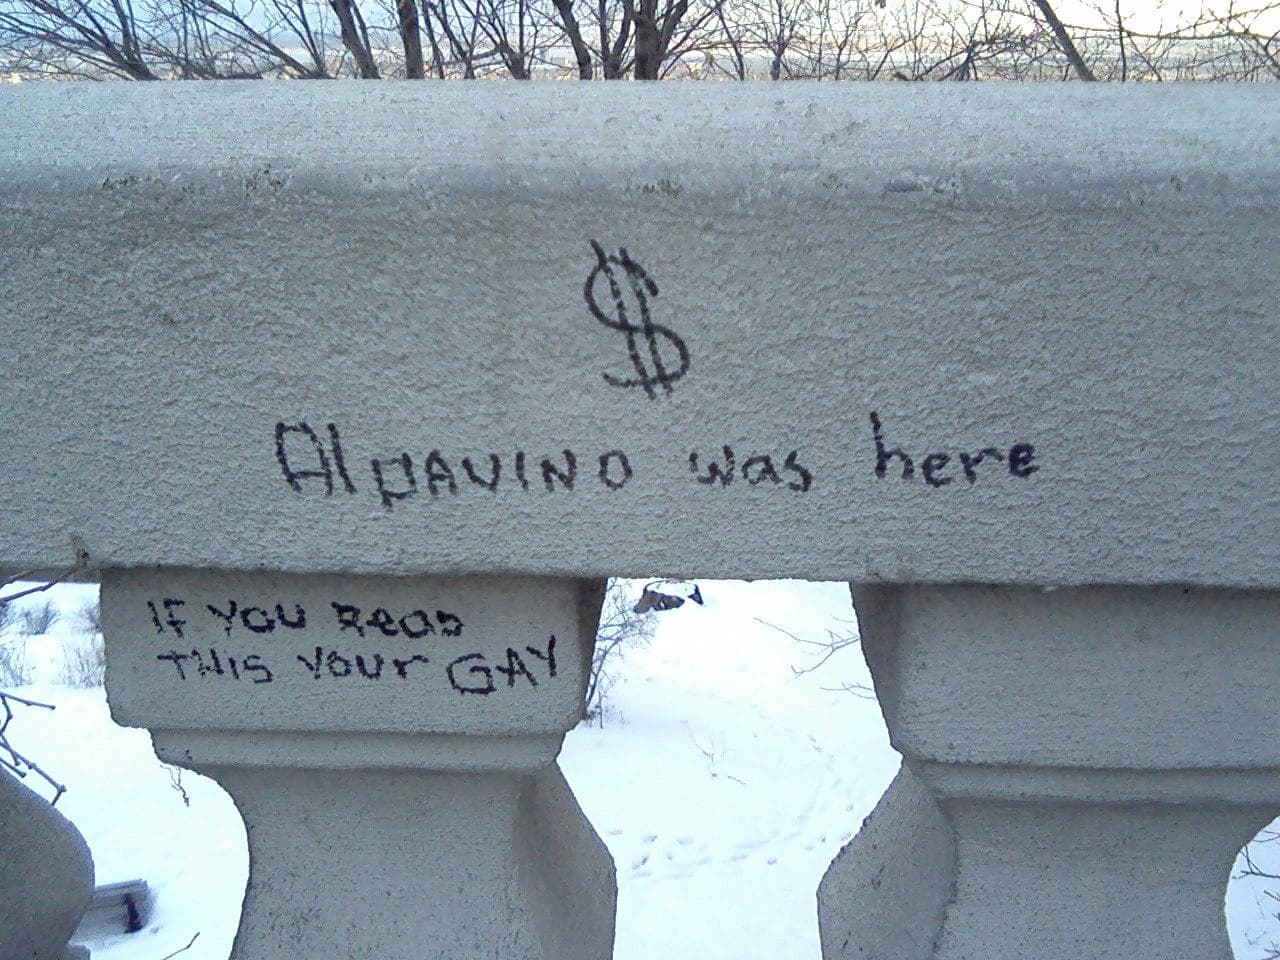 $
AlpAVINO was here
IF YOU ReAD
THIS YOUr GAY